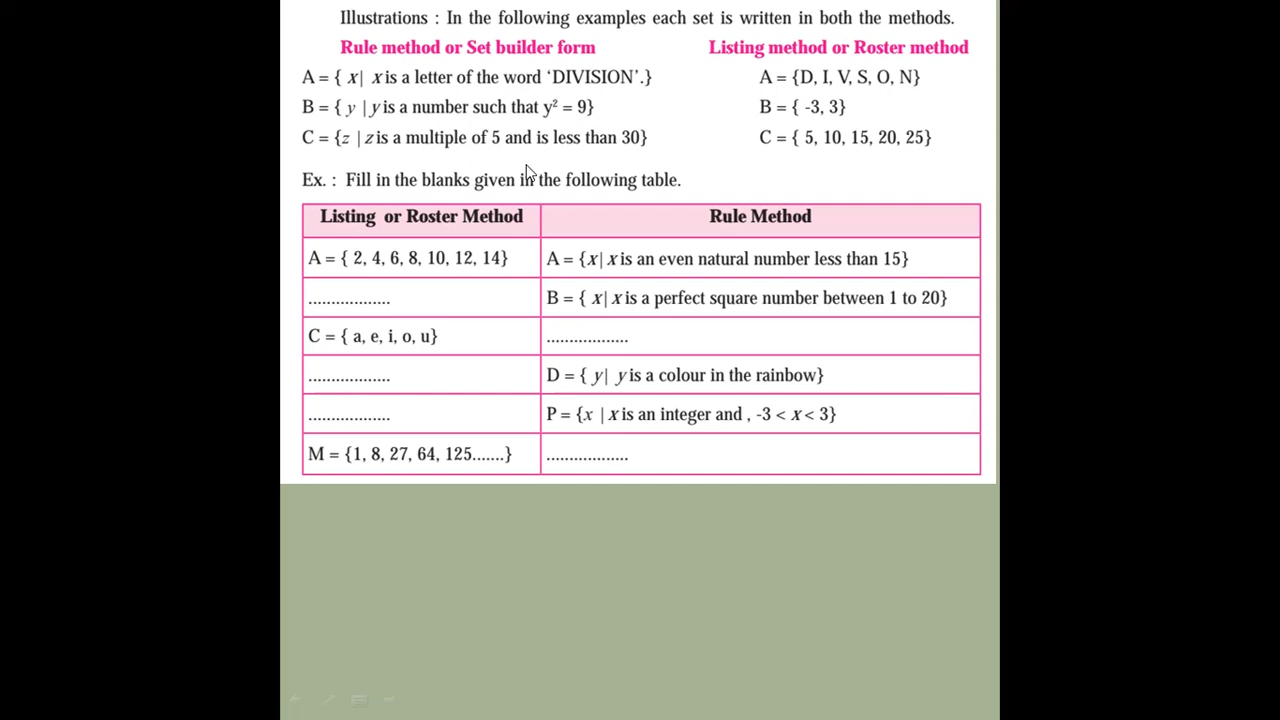 Illustrations : In the following examples each set is written in both the methods.
Rule method or Set builder form Listing method or Roster method
A = { x| x is a letter of the word ‘DIVISION’.} A = {D, I, V, S, O, N}
B = { y | y is a number such that y² = 9} B = { -3, 3}
C = {z | z is a multiple of 5 and is less than 30} C = { 5, 10, 15, 20, 25}
Ex. : Fill in the blanks given in the following table.
Listing or Roster Method Rule Method
A = { 2, 4, 6, 8, 10, 12, 14} A = {x| x is an even natural number less than 15}
.................. B = { x| x is a perfect square number between 1 to 20}
C = { a, e, i, o, u} ..................
.................. D = { y| y is a colour in the rainbow}
.................. P = {x | x is an integer and , -3 < x < 3}
M = {1, 8, 27, 64, 125.......} ..................